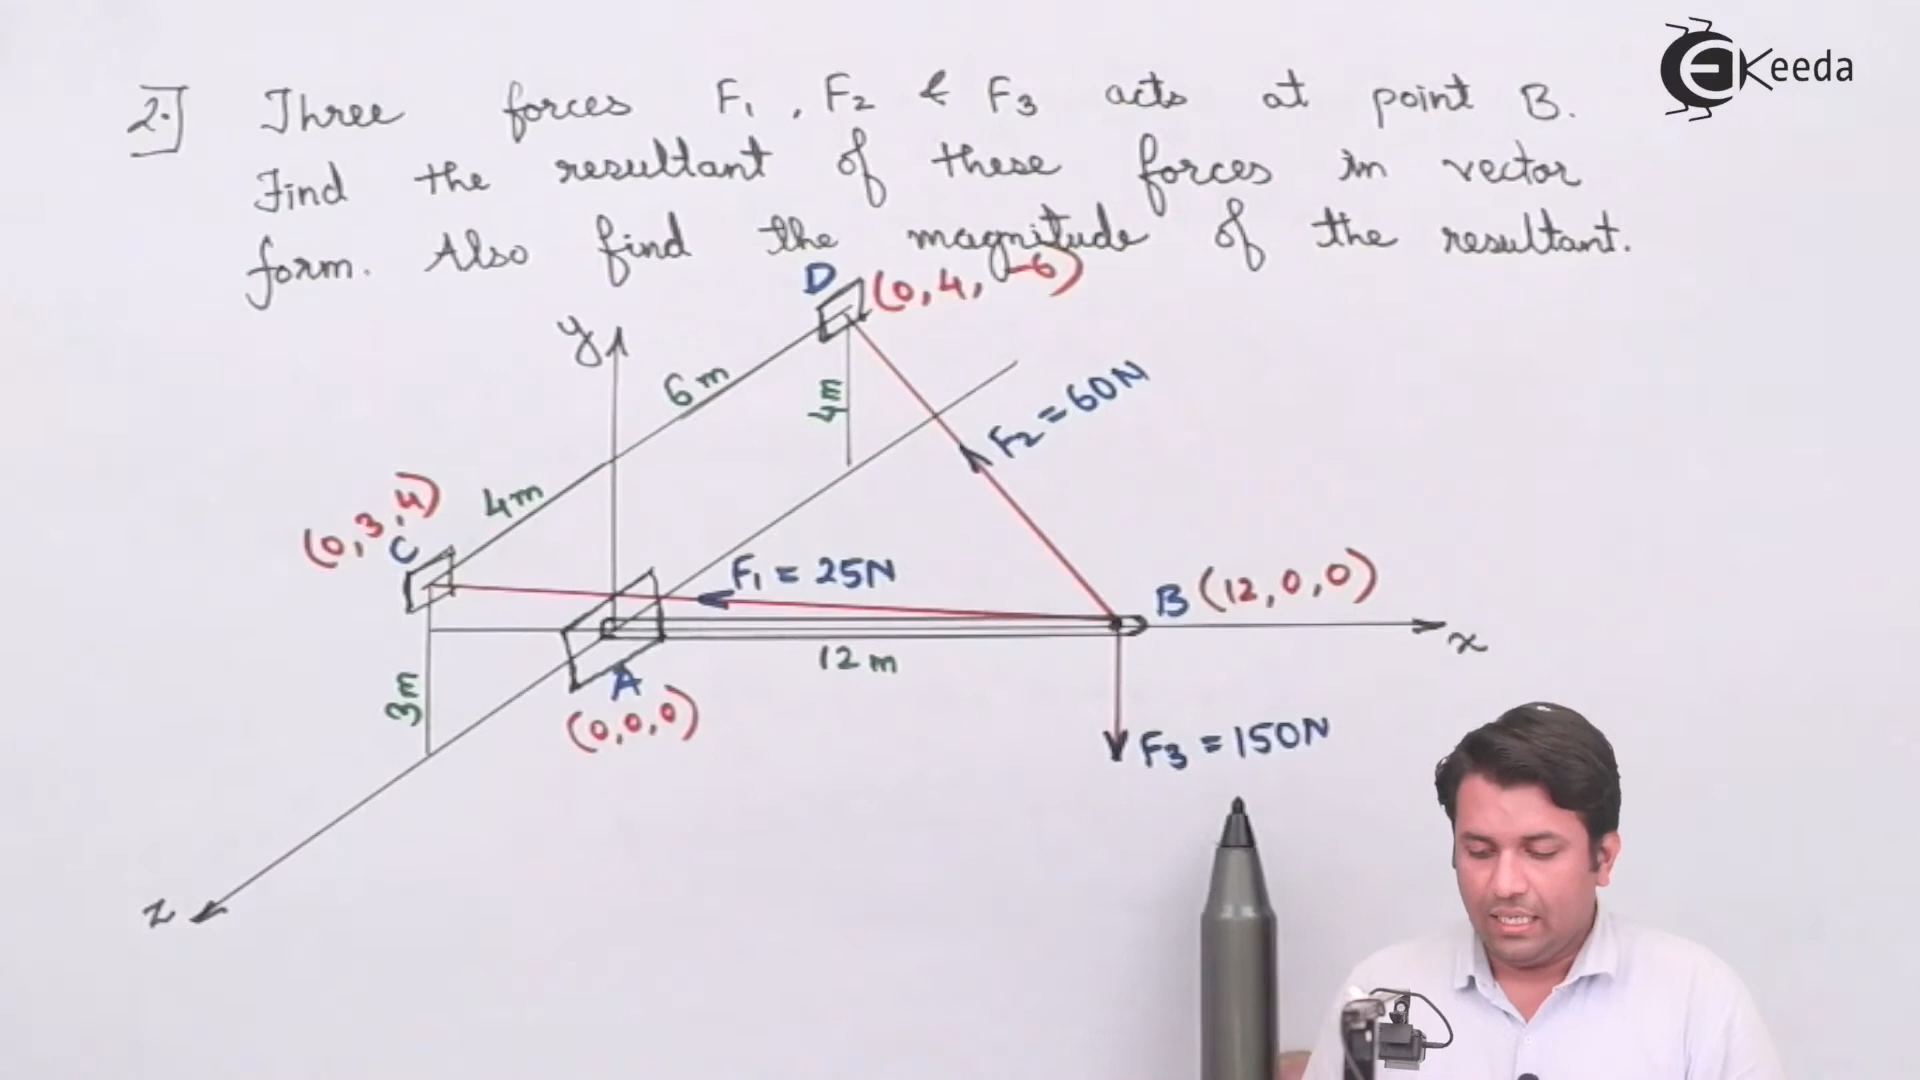 EKeeda
2.] Three forces F₁, F₂ & F₃ acts at point B.
Find the resultant of these forces in vector
form. Also find the magnitude of the resultant.
D (0, 4, -6)
y
6m
4m
F₂ = 60N
4m
(0, 3, 4)
C
F₁ = 25N
B (12, 0, 0)
x
12m
A
3m
(0, 0, 0)
F₃ = 150N
z